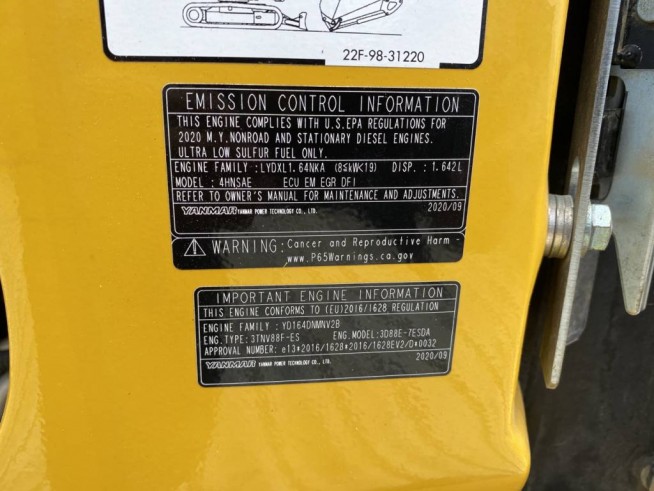 22F-98-31220
EMISSION CONTROL INFORMATION
THIS ENGINE COMPLIES WITH U.S.EPA REGULATIONS FOR
2020 M.Y.NONROAD AND STATIONARY DIESEL ENGINES.
ULTRA LOW SULFUR FUEL ONLY.
ENGINE FAMILY : LYDXL1.64NKA (8≤kW<19) DISP. : 1.642L
MODEL : 4HNSAE ECU EM EGR DFI
REFER TO OWNER'S MANUAL FOR MAINTENANCE AND ADJUSTMENTS.
YANMAR YANMAR POWER TECHNOLOGY CO., LTD. 2020/09
WARNING: Cancer and Reproductive Harm -
www.P65Warnings.ca.gov
IMPORTANT ENGINE INFORMATION
THIS ENGINE CONFORMS TO (EU)2016/1628 REGULATION
ENGINE FAMILY : YD164DNMNV2B
ENG.TYPE: 3TNV88F-ES ENG.MODEL: 3D88E-7ESDA
APPROVAL NUMBER: e13*2016/1628*2016/1628EV2/D*0032
YANMAR YANMAR POWER TECHNOLOGY CO., LTD. 2020/09